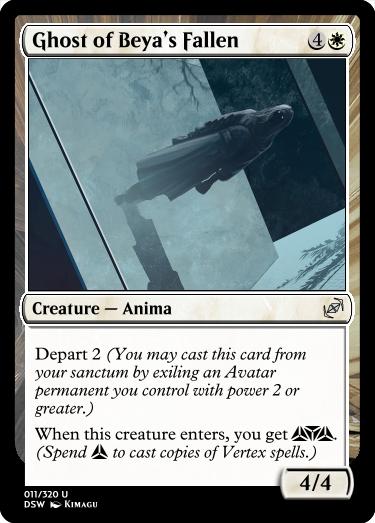 Ghost of Beya's Fallen 4
Creature — Anima
Depart 2 (You may cast this card from
your sanctum by exiling an Avatar
permanent you control with power 2 or
greater.)
When this creature enters, you get .
(Spend to cast copies of Vertex spells.)
4/4
011/320 U
DSW Kimagu